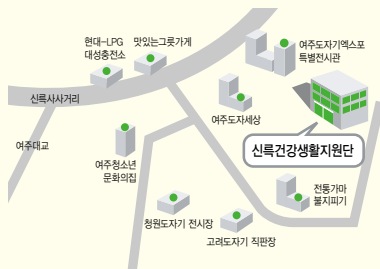 현대-LPG
대성충전소
맛있는그릇가게
여주도자기엑스포
특별전시관
신륵사사거리
여주도자세상
여주대교
여주청소년
문화의집
신륵건강생활지원단
전통가마
불지피기
청원도자기 전시장
고려도자기 직판장